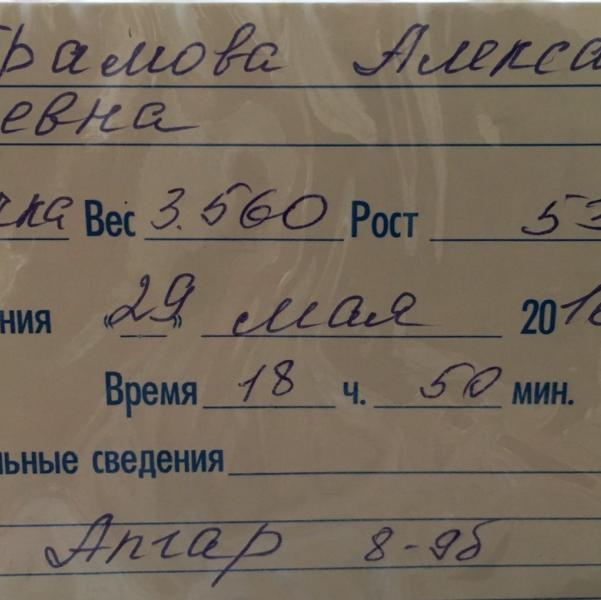 рамова Алекса
евна
чка Вес 3.560 Рост 53
ния «29» мая 201
Время 18 ч. 50 мин.
льные сведения
Апгар 8-9б